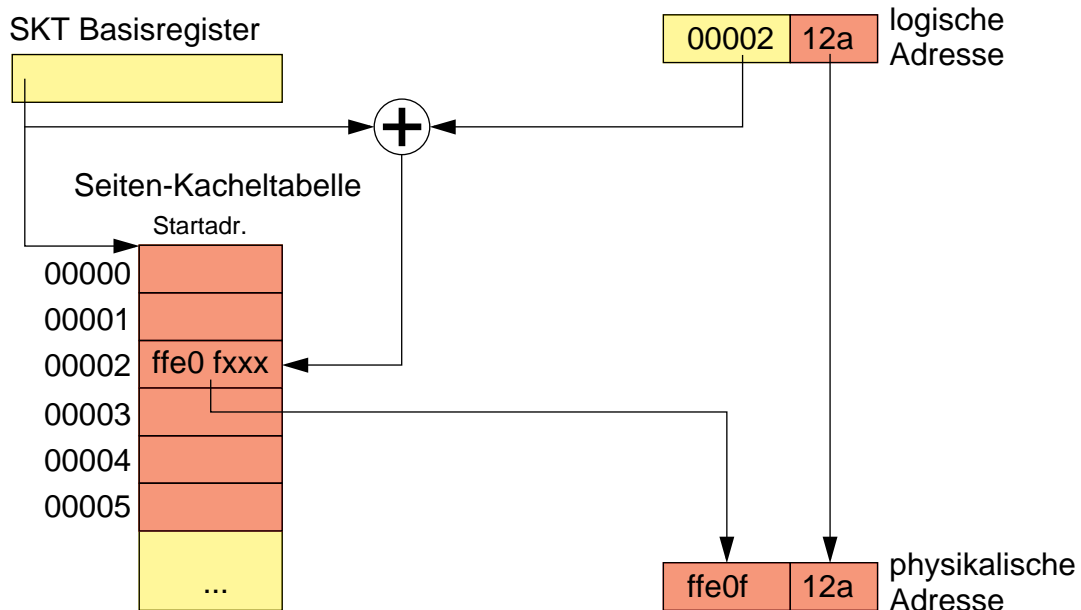 SKT Basisregister
00002 12a
logische
Adresse
Seiten-Kacheltabelle
Startadr.
00000
00001
00002 ffe0 fxxx
00003
00004
00005
...
ffe0f 12a
physikalische
Adresse